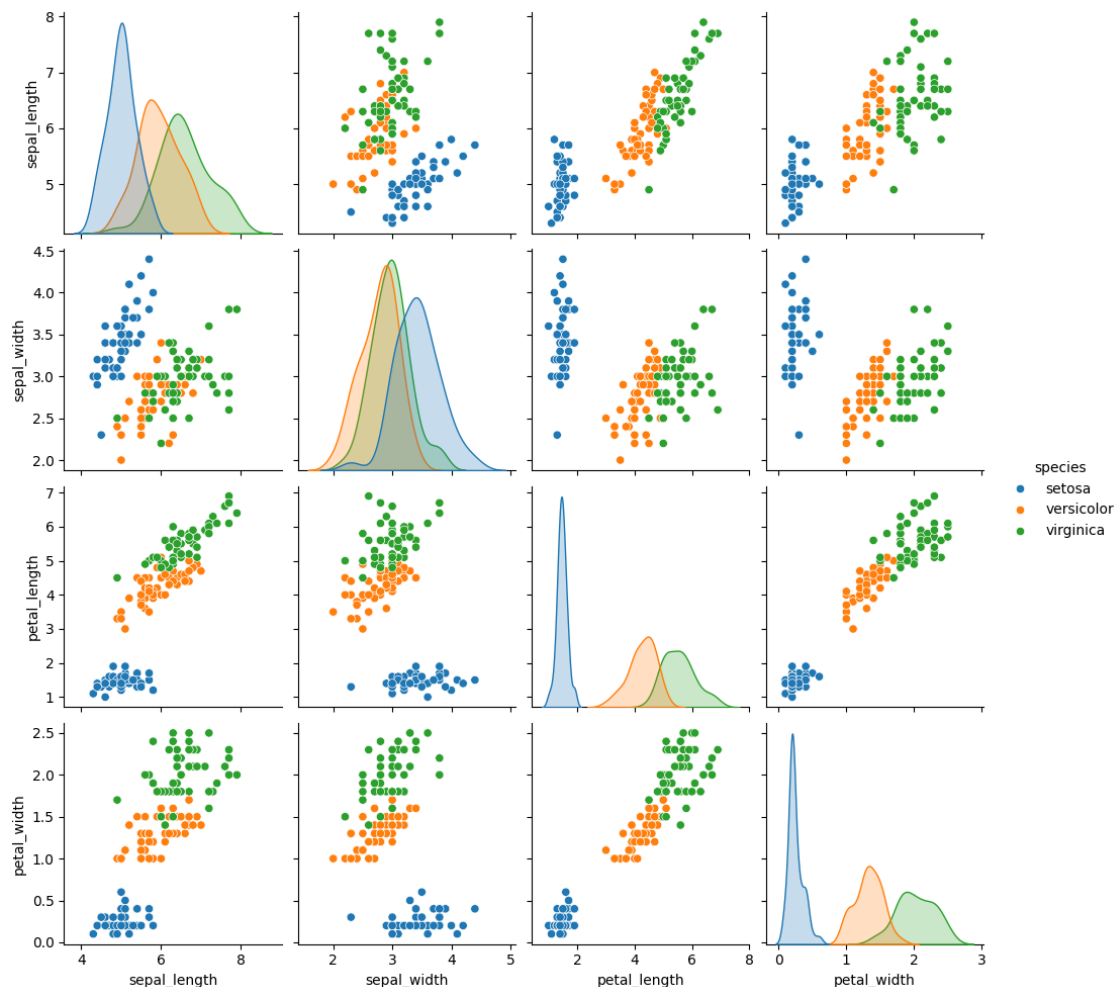 8
7
6
5
sepal_length
4.5
4.0
3.5
3.0
2.5
2.0
sepal_width
species
setosa
versicolor
virginica
7
6
5
4
3
2
1
petal_length
2.5
2.0
1.5
1.0
0.5
0.0
petal_width
4 6 8
2 3 4 5
0 2 4 6 8
0 1 2 3
sepal_length
sepal_width
petal_length
petal_width